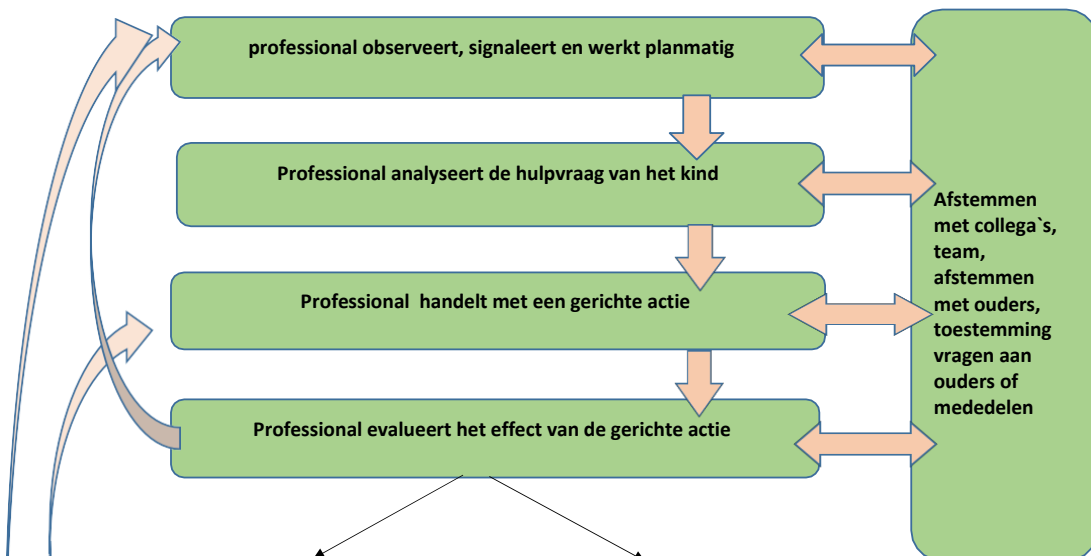 professional observeert, signaleert en werkt planmatig
Professional analyseert de hulpvraag van het kind
Professional handelt met een gerichte actie
Professional evalueert het effect van de gerichte actie
Afstemmen
met collega`s,
team,
afstemmen
met ouders,
toestemming
vragen aan
ouders of
mededelen